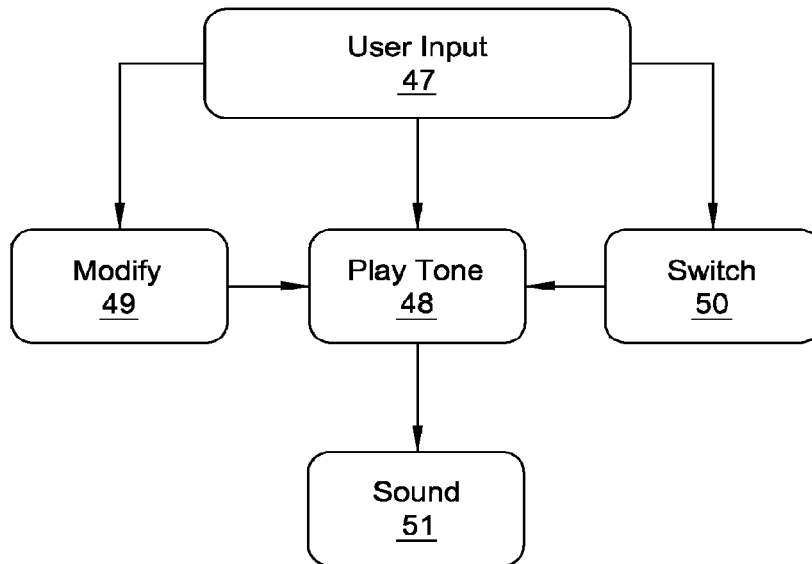 User Input
47
Modify
49
Play Tone
48
Switch
50
Sound
51